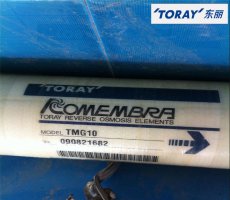 'TORAY' 东丽
'TORAY'
ROMEMBRA
TORAY REVERSE OSMOSIS ELEMENTS
MODEL TMG10
No. 090821682